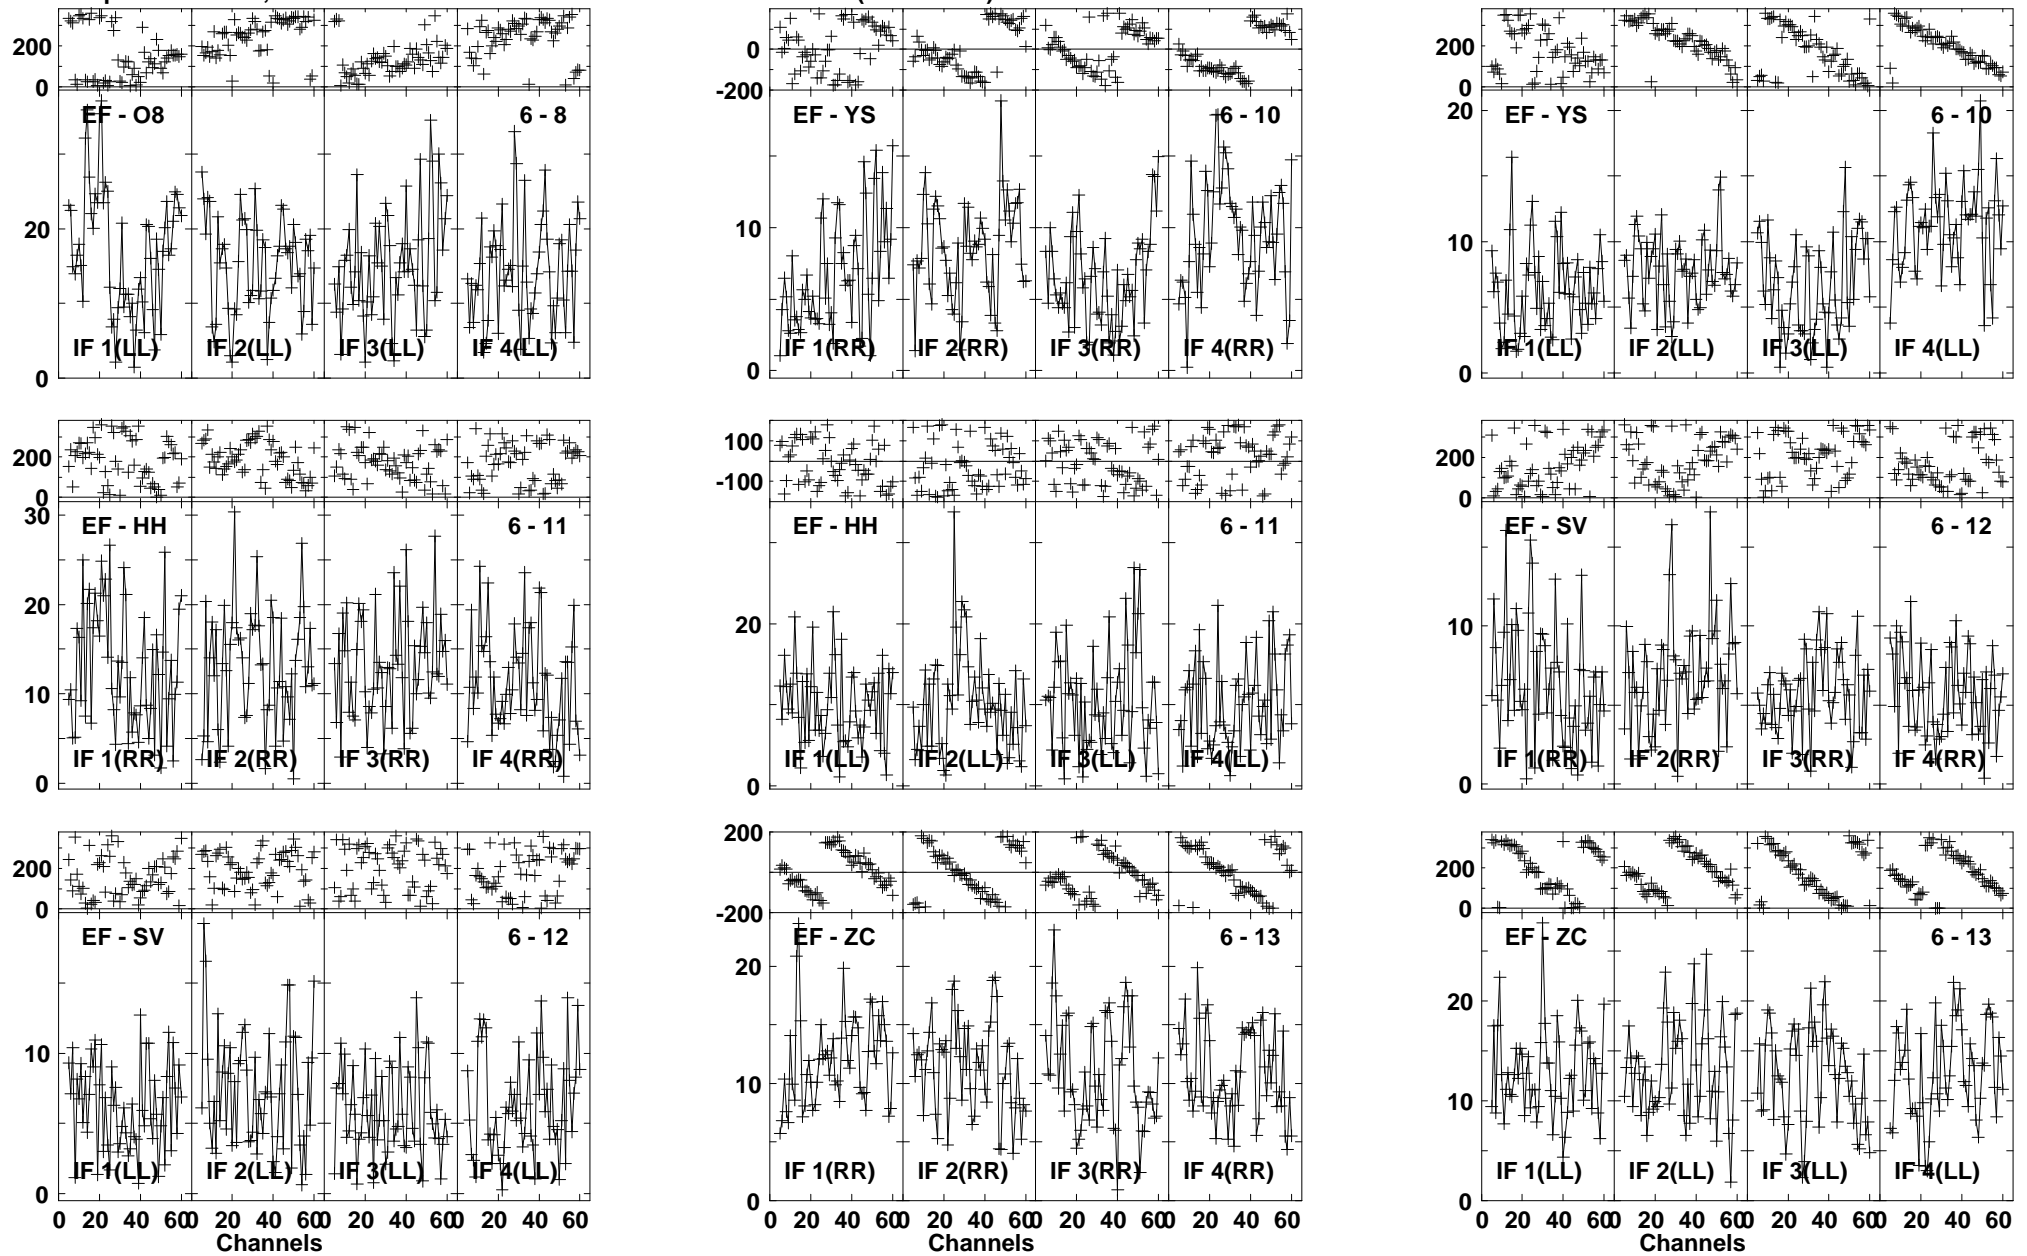 200
0
EF - O8 6 - 8
20
IF 1(LL) IF 2(LL) IF 3(LL) IF 4(LL)
0
0
-200
EF - YS 6 - 10
10
IF 1(RR) IF 2(RR) IF 3(RR) IF 4(RR)
0
200
0
20
EF - YS 6 - 10
10
IF 1(LL) IF 2(LL) IF 3(LL) IF 4(LL)
0
200
0
30
EF - HH 6 - 11
20
10
IF 1(RR) IF 2(RR) IF 3(RR) IF 4(RR)
0
100
-100
EF - HH 6 - 11
20
IF 1(LL) IF 2(LL) IF 3(LL) IF 4(LL)
0
200
0
EF - SV 6 - 12
10
IF 1(RR) IF 2(RR) IF 3(RR) IF 4(RR)
0
200
0
EF - SV 6 - 12
10
IF 1(LL) IF 2(LL) IF 3(LL) IF 4(LL)
0
0 20 40 60 0 20 40 60 0 20 40 60 0 20 40 60
Channels
200
0
-200
EF - ZC 6 - 13
20
10
IF 1(RR) IF 2(RR) IF 3(RR) IF 4(RR)
0
0 20 40 60 0 20 40 60 0 20 40 60 0 20 40 60
Channels
200
0
EF - ZC 6 - 13
20
10
IF 1(LL) IF 2(LL) IF 3(LL) IF 4(LL)
0
0 20 40 60 0 20 40 60 0 20 40 60 0 20 40 60
Channels